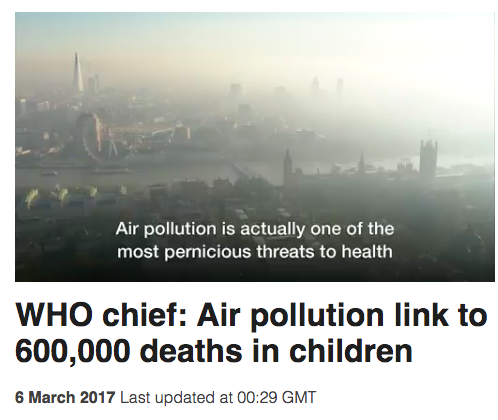 Air pollution is actually one of the
most pernicious threats to health
WHO chief: Air pollution link to
600,000 deaths in children
6 March 2017 Last updated at 00:29 GMT